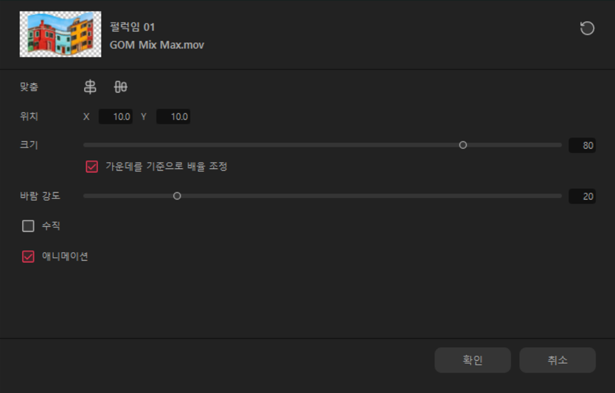 펄럭임 01
GOM Mix Max.mov
맞춤
위치 X 10.0 Y 10.0
크기 80
가운데를 기준으로 배율 조정
바람 강도 20
수직
애니메이션
확인 취소